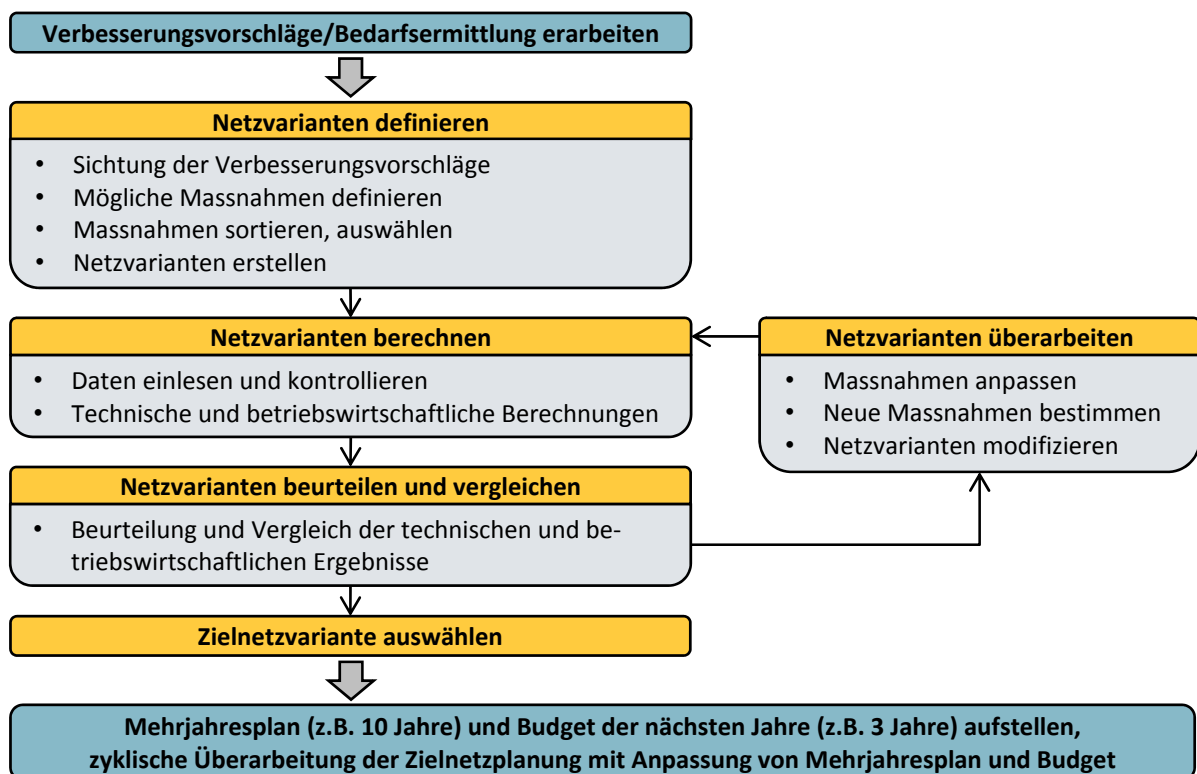 Verbesserungsvorschläge/Bedarfsermittlung erarbeiten
Netzvarianten definieren
• Sichtung der Verbesserungsvorschläge
• Mögliche Massnahmen definieren
• Massnahmen sortieren, auswählen
• Netzvarianten erstellen
Netzvarianten berechnen
• Daten einlesen und kontrollieren
• Technische und betriebswirtschaftliche Berechnungen
Netzvarianten überarbeiten
• Massnahmen anpassen
• Neue Massnahmen bestimmen
• Netzvarianten modifizieren
Netzvarianten beurteilen und vergleichen
• Beurteilung und Vergleich der technischen und be-
triebswirtschaftlichen Ergebnisse
Zielnetzvariante auswählen
Mehrjahresplan (z.B. 10 Jahre) und Budget der nächsten Jahre (z.B. 3 Jahre) aufstellen,
zyklische Überarbeitung der Zielnetzplanung mit Anpassung von Mehrjahresplan und Budget